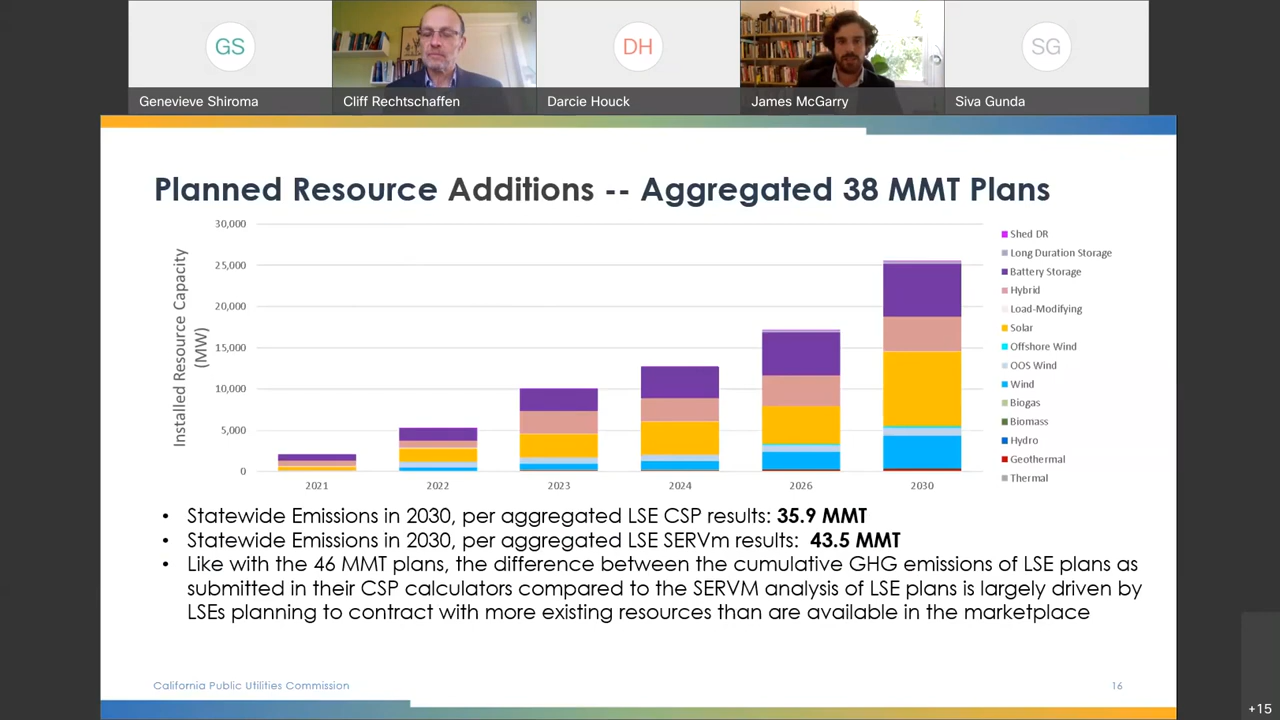 GS
DH
SG
Genevieve Shiroma
Cliff Rechtschaffen
Darcie Houck
James McGarry
Siva Gunda
Planned Resource Additions -- Aggregated 38 MMT Plans
Installed Resource Capacity
(MW)
30,000
25,000
20,000
15,000
10,000
5,000
0
2021
2022
2023
2024
2026
2030
Shed DR
Long Duration Storage
Battery Storage
Hybrid
Load-Modifying
Solar
Offshore Wind
OOS Wind
Wind
Biogas
Biomass
Hydro
Geothermal
Thermal
• Statewide Emissions in 2030, per aggregated LSE CSP results: 35.9 MMT
• Statewide Emissions in 2030, per aggregated LSE SERVm results: 43.5 MMT
• Like with the 46 MMT plans, the difference between the cumulative GHG emissions of LSE plans as
submitted in their CSP calculators compared to the SERVM analysis of LSE plans is largely driven by
LSEs planning to contract with more existing resources than are available in the marketplace
California Public Utilities Commission
16
+15